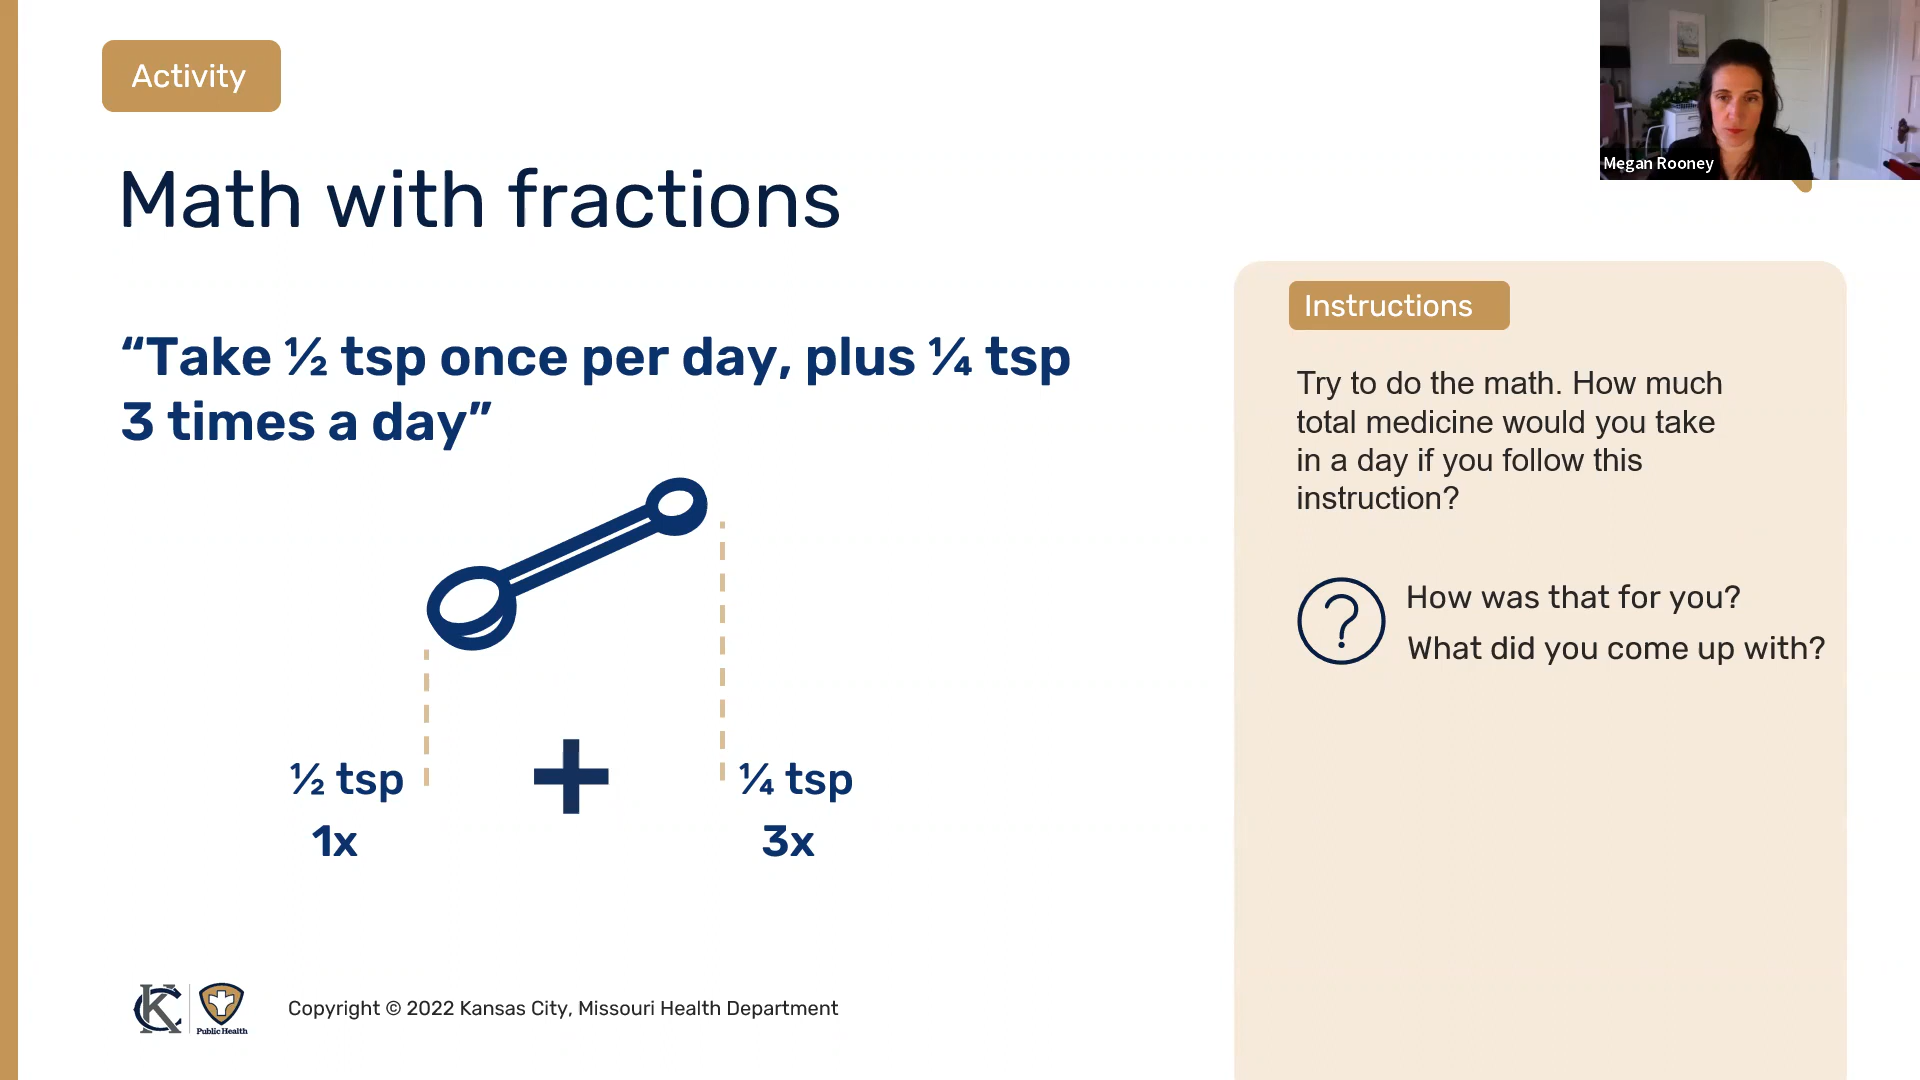 Activity
Megan Rooney
Math with fractions
“Take ½ tsp once per day, plus ¼ tsp
3 times a day”
½ tsp
1x
+
¼ tsp
3x
Instructions
Try to do the math. How much
total medicine would you take
in a day if you follow this
instruction?
?
How was that for you?
What did you come up with?
KC
Public Health
Copyright © 2022 Kansas City, Missouri Health Department